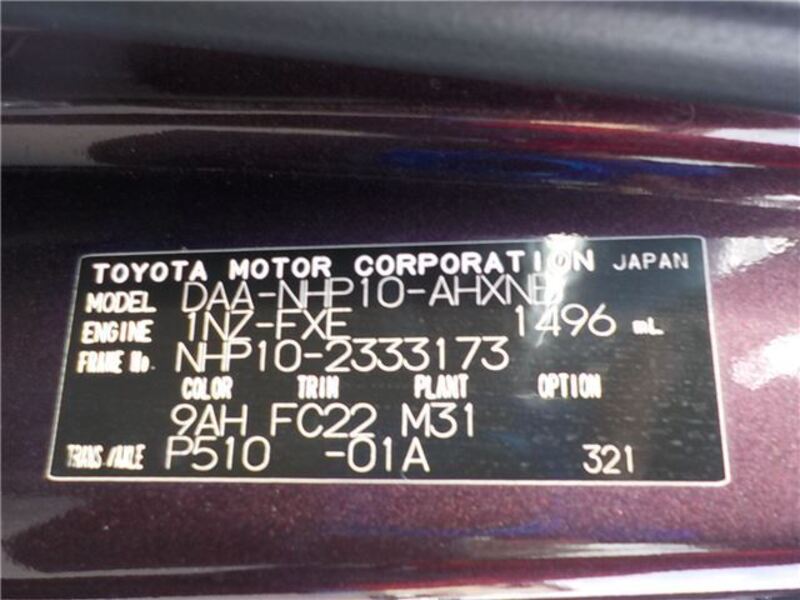 TOYOTA MOTOR CORPORATION JAPAN
MODEL DAA-NHP10-AHXNB
ENGINE 1NZ-FXE 1496 mL
FRAME No. NHP10-2333173
COLOR TRIM PLANT OPTION
9AH FC22 M31
TRANS./AXLE P510 -01A 321